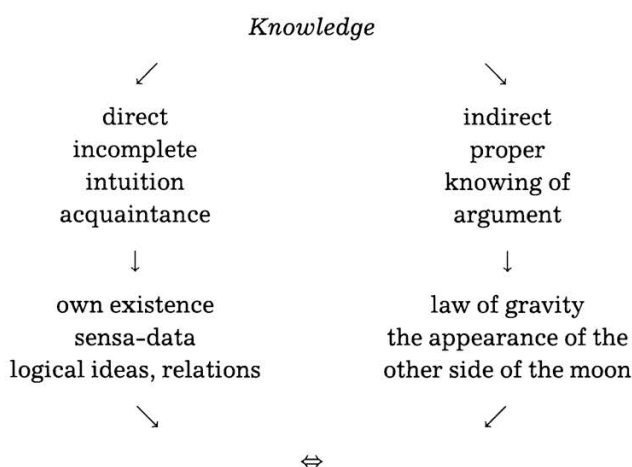 Knowledge
↙ ↘
direct indirect
incomplete proper
intuition knowing of
acquaintance argument
↓ ↓
own existence law of gravity
sensa-data the appearance of the
logical ideas, relations other side of the moon
↘ ↙
⇔